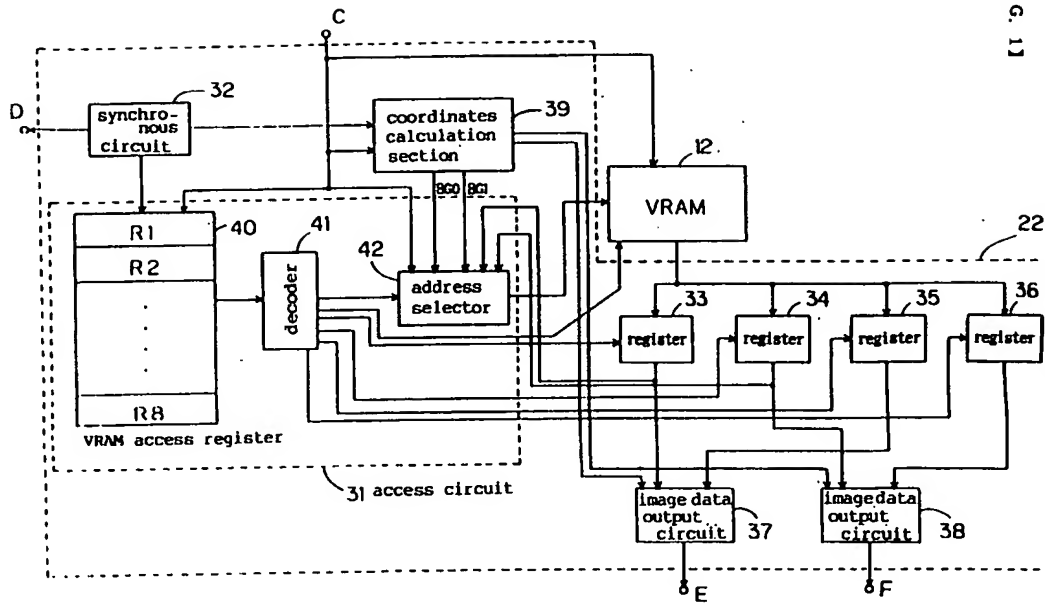 G. 1]
C
D
32
synchro-
nous
circuit
coordinates
calculation
section
39
12
VRAM
BG0
BG1
22
R1
40
R2
R8
VRAM access register
41
decoder
42
address
selector
33
register
34
register
35
register
36
register
31 access circuit
image data
output
circuit
37
image data
output
circuit
38
E
F